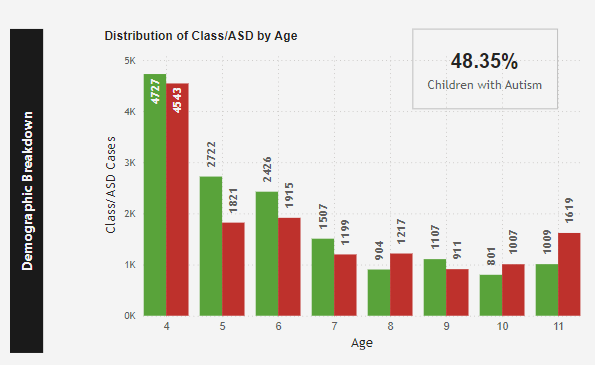 Demographic Breakdown
Distribution of Class/ASD by Age
48.35%
Children with Autism
Class/ASD Cases
5K
4K
3K
2K
1K
0K
4727
4543
2722
1821
2426
1915
1507
1199
904
1217
1107
911
801
1007
1009
1619
4 5 6 7 8 9 10 11
Age